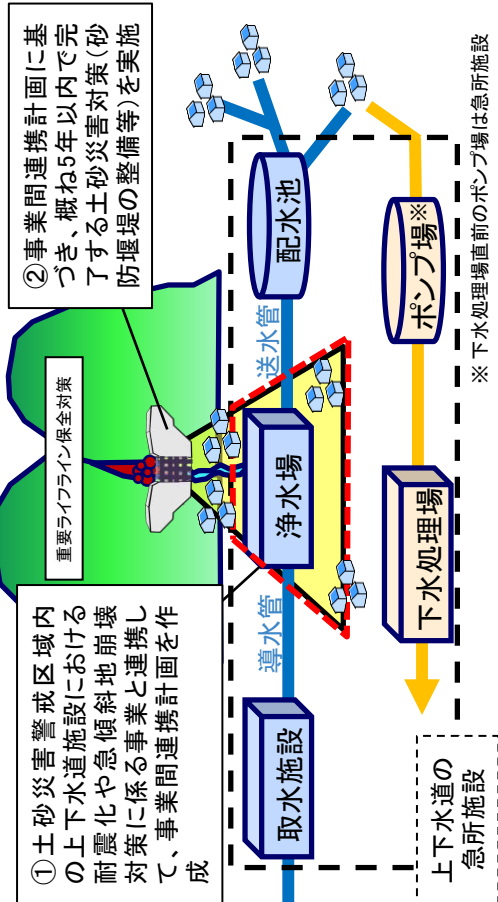 ①土砂災害警戒区域内
の上下水道施設における
耐震化や急傾斜地崩壊
対策に係る事業と連携し
て、事業間連携計画を作
成
重要ライフライン保全対策
②事業間連携計画に基
づき、概ね5年以内で完
了する土砂災害対策(砂
防堰堤の整備等)を実施
取水施設
導水管
浄水場
送水管
配水池
下水処理場
ポンプ場※
上下水道の
急所施設
※下水処理場直前のポンプ場は急所施設